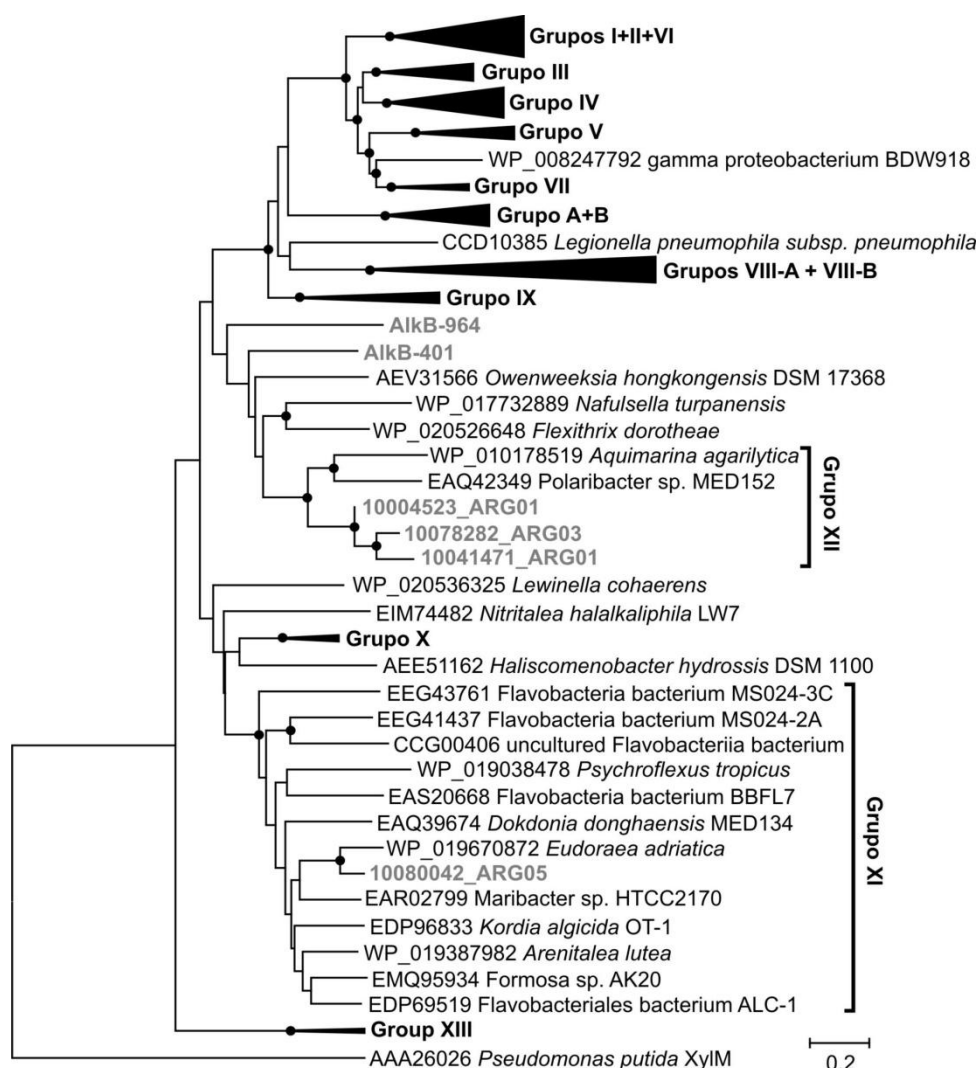 Grupos I+II+VI
Grupo III
Grupo IV
Grupo V
WP_008247792 gamma proteobacterium BDW918
Grupo VII
Grupo A+B
CCD10385 Legionella pneumophila subsp. pneumophila
Grupos VIII-A + VIII-B
Grupo IX
AlkB-964
AlkB-401
AEV31566 Owenweeksia hongkongensis DSM 17368
WP_017732889 Nafulsella turpanensis
WP_020526648 Flexithrix dorotheae
WP_010178519 Aquimarina agarilytica
EAQ42349 Polaribacter sp. MED152
10004523_ARG01
10078282_ARG03
10041471_ARG01
Grupo XII
WP_020536325 Lewinella cohaerens
EIM74482 Nitritalea halalkaliphila LW7
Grupo X
AEE51162 Haliscomenobacter hydrossis DSM 1100
EEG43761 Flavobacteria bacterium MS024-3C
EEG41437 Flavobacteria bacterium MS024-2A
CCG00406 uncultured Flavobacteriia bacterium
WP_019038478 Psychroflexus tropicus
EAS20668 Flavobacteria bacterium BBFL7
EAQ39674 Dokdonia donghaensis MED134
WP_019670872 Eudoraea adriatica
10080042_ARG05
EAR02799 Maribacter sp. HTCC2170
EDP96833 Kordia algicida OT-1
WP_019387982 Arenitalea lutea
EMQ95934 Formosa sp. AK20
EDP69519 Flavobacteriales bacterium ALC-1
Grupo XI
Group XIII
AAA26026 Pseudomonas putida XylM
0.2